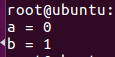 root@ubuntu:
a = 0
b = 1